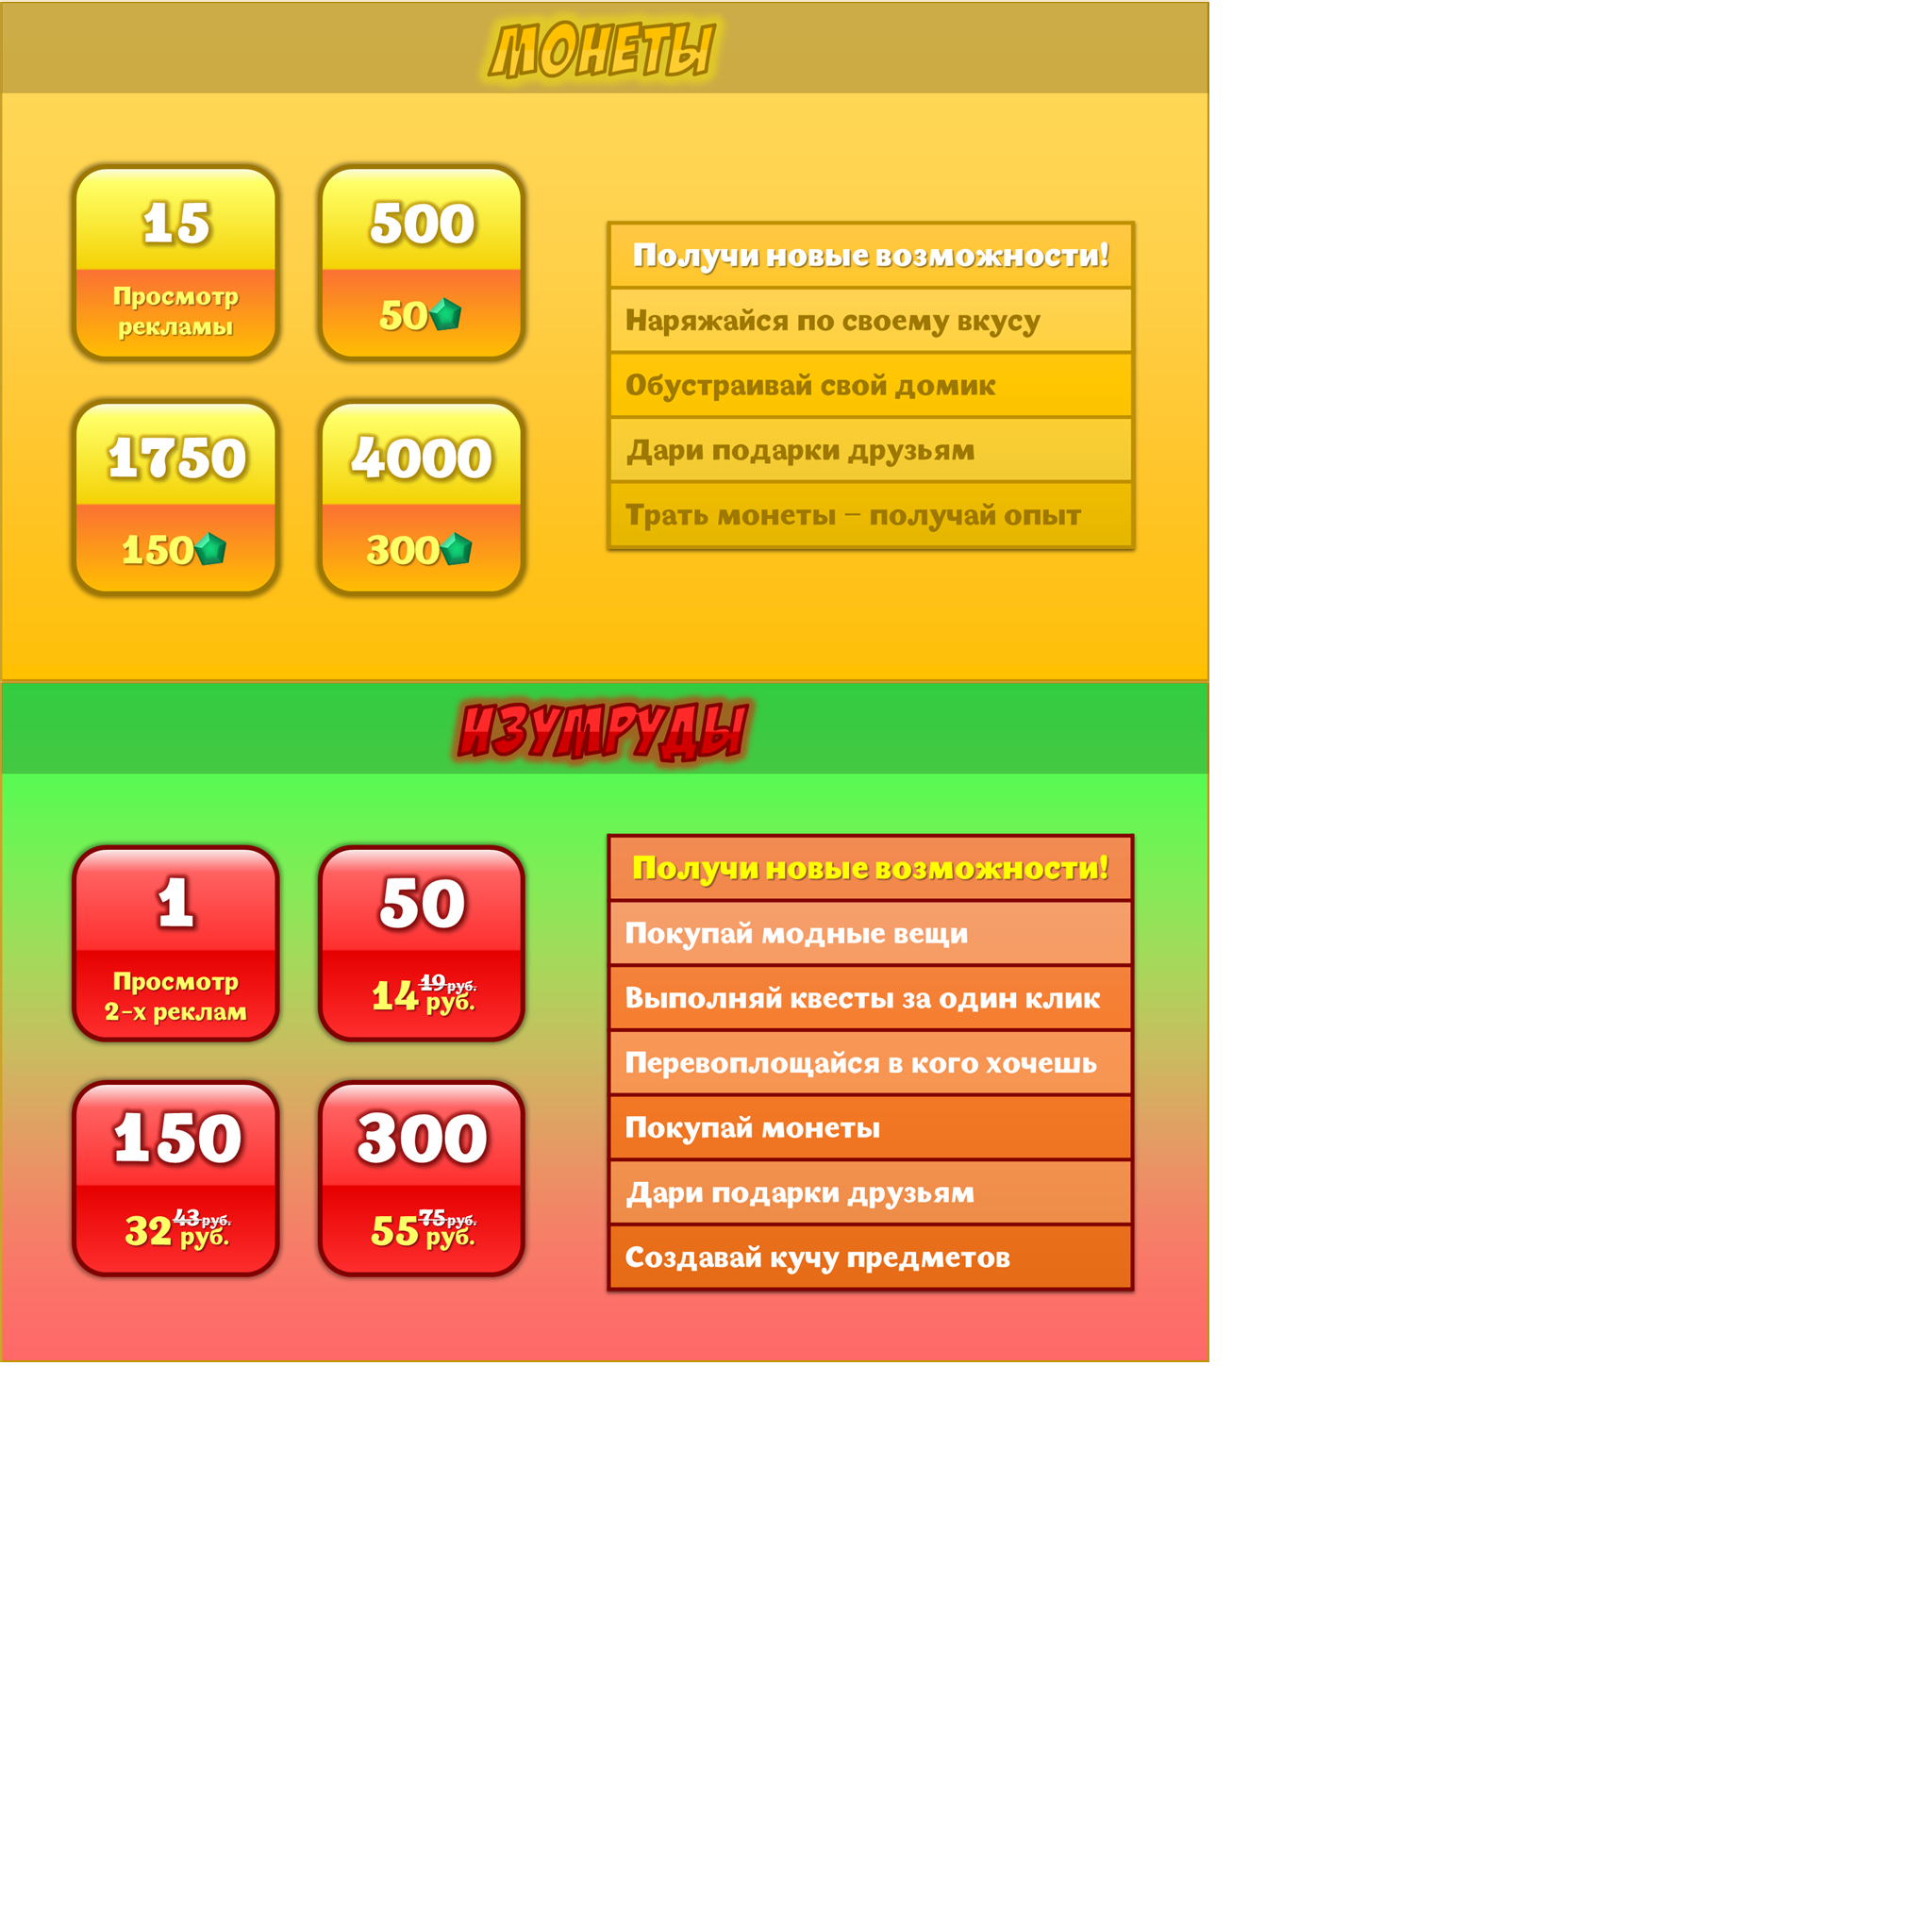 МОНЕТЫ
15
Просмотр
рекламы
500
50
1750
150
4000
300
Получи новые возможности!
Наряжайся по своему вкусу
Обустраивай свой домик
Дари подарки друзьям
Трать монеты – получай опыт
ИЗУМРУДЫ
1
Просмотр
2-х реклам
50
19 руб.
14 руб.
150
43 руб.
32 руб.
300
75 руб.
55 руб.
Получи новые возможности!
Покупай модные вещи
Выполняй квесты за один клик
Перевоплощайся в кого хочешь
Покупай монеты
Дари подарки друзьям
Создавай кучу предметов